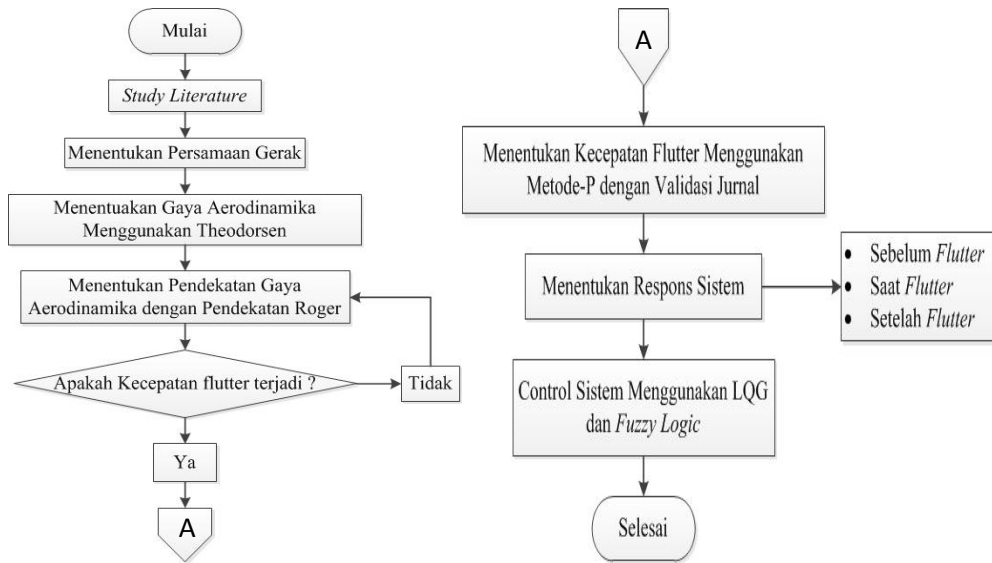 Mulai
Study Literature
Menentukan Persamaan Gerak
Menentuakan Gaya Aerodinamika
Menggunakan Theodorsen
Menentukan Pendekatan Gaya
Aerodinamika dengan Pendekatan Roger
Apakah Kecepatan flutter terjadi ?
Tidak
Ya
A
A
Menentukan Kecepatan Flutter Menggunakan
Metode-P dengan Validasi Jurnal
Menentukan Respons Sistem
• Sebelum Flutter
• Saat Flutter
• Setelah Flutter
Control Sistem Menggunakan LQG
dan Fuzzy Logic
Selesai